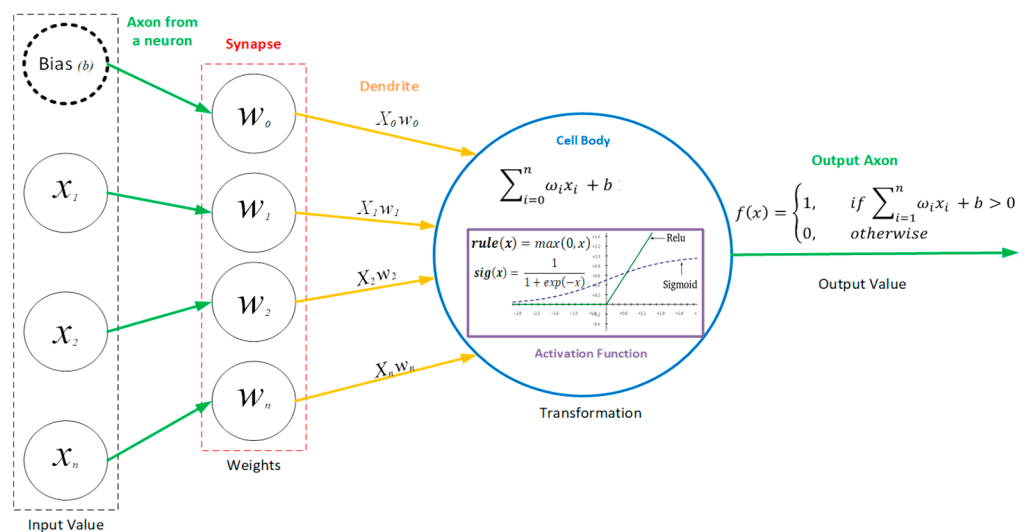 Axon from
a neuron
Bias (b)
x1
x2
xn
Input Value
Synapse
w0
w1
w2
wn
Weights
Dendrite
X0w0
X1w1
X2w2
Xnwn
Cell Body
∑_{i=0}^{n} ωixi + b
rule(x) = max(0, x)
sig(x) = 1 / (1 + exp(−x))
Relu
Sigmoid
Activation Function
Transformation
Output Axon
f(x) = { 1, if ∑_{i=1}^{n} ωixi + b > 0
0, otherwise
Output Value